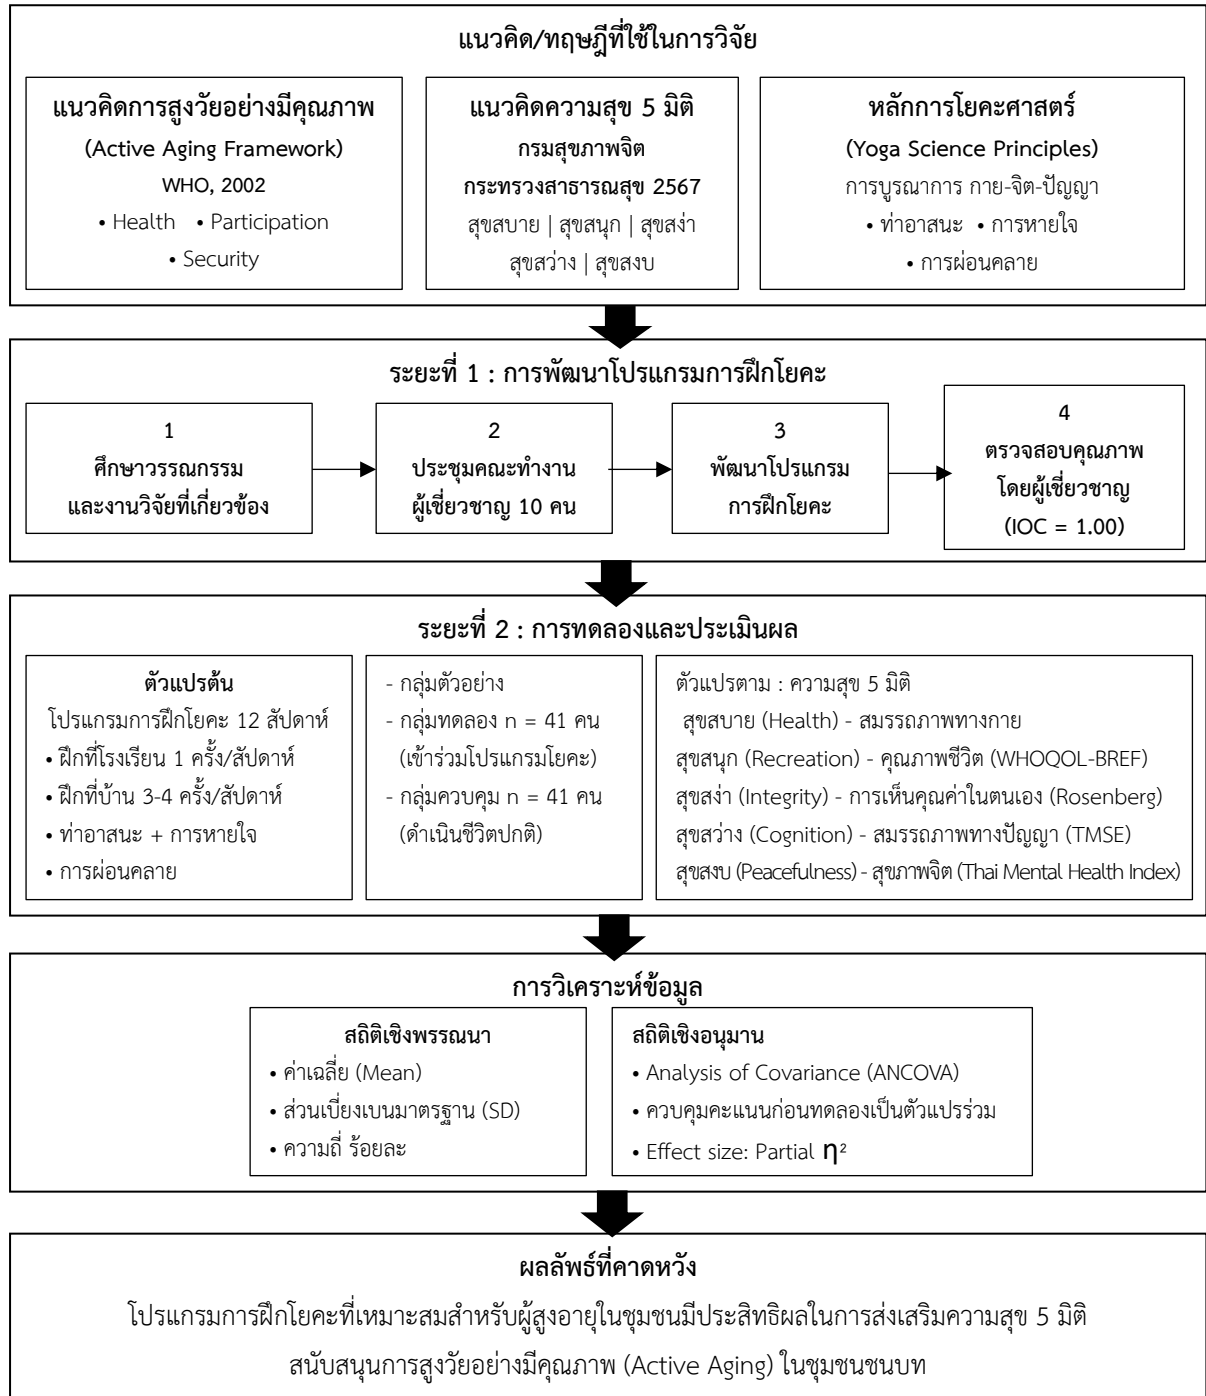 แนวคิด/ทฤษฎีที่ใช้ในการวิจัย
แนวคิดการสูงวัยอย่างมีคุณภาพ
(Active Aging Framework)
WHO, 2002
• Health • Participation
• Security
แนวคิดความสุข 5 มิติ
กรมสุขภาพจิต
กระทรวงสาธารณสุข 2567
สุขสบาย | สุขสนุก | สุขสง่า
สุขสว่าง | สุขสงบ
หลักการโยคะศาสตร์
(Yoga Science Principles)
การบูรณาการ กาย-จิต-ปัญญา
• ท่าอาสนะ • การหายใจ
• การผ่อนคลาย
ระยะที่ 1 : การพัฒนาโปรแกรมการฝึกโยคะ
1
ศึกษาวรรณกรรม
และงานวิจัยที่เกี่ยวข้อง
2
ประชุมคณะทำงาน
ผู้เชี่ยวชาญ 10 คน
3
พัฒนาโปรแกรม
การฝึกโยคะ
4
ตรวจสอบคุณภาพ
โดยผู้เชี่ยวชาญ
(IOC = 1.00)
ระยะที่ 2 : การทดลองและประเมินผล
ตัวแปรต้น
โปรแกรมการฝึกโยคะ 12 สัปดาห์
• ฝึกที่โรงเรียน 1 ครั้ง/สัปดาห์
• ฝึกที่บ้าน 3-4 ครั้ง/สัปดาห์
• ท่าอาสนะ + การหายใจ
• การผ่อนคลาย
- กลุ่มตัวอย่าง
- กลุ่มทดลอง n = 41 คน
(เข้าร่วมโปรแกรมโยคะ)
- กลุ่มควบคุม n = 41 คน
(ดำเนินชีวิตปกติ)
ตัวแปรตาม : ความสุข 5 มิติ
สุขสบาย (Health) - สมรรถภาพทางกาย
สุขสนุก (Recreation) - คุณภาพชีวิต (WHOQOL-BREF)
สุขสง่า (Integrity) - การเห็นคุณค่าในตนเอง (Rosenberg)
สุขสว่าง (Cognition) - สมรรถภาพทางปัญญา (TMSE)
สุขสงบ (Peacefulness) - สุขภาพจิต (Thai Mental Health Index)
การวิเคราะห์ข้อมูล
สถิติเชิงพรรณนา
• ค่าเฉลี่ย (Mean)
• ส่วนเบี่ยงเบนมาตรฐาน (SD)
• ความถี่ ร้อยละ
สถิติเชิงอนุมาน
• Analysis of Covariance (ANCOVA)
• ควบคุมคะแนนก่อนทดลองเป็นตัวแปรร่วม
• Effect size: Partial η²
ผลลัพธ์ที่คาดหวัง
โปรแกรมการฝึกโยคะที่เหมาะสมสำหรับผู้สูงอายุในชุมชนมีประสิทธิผลในการส่งเสริมความสุข 5 มิติ
สนับสนุนการสูงวัยอย่างมีคุณภาพ (Active Aging) ในชุมชนชนบท